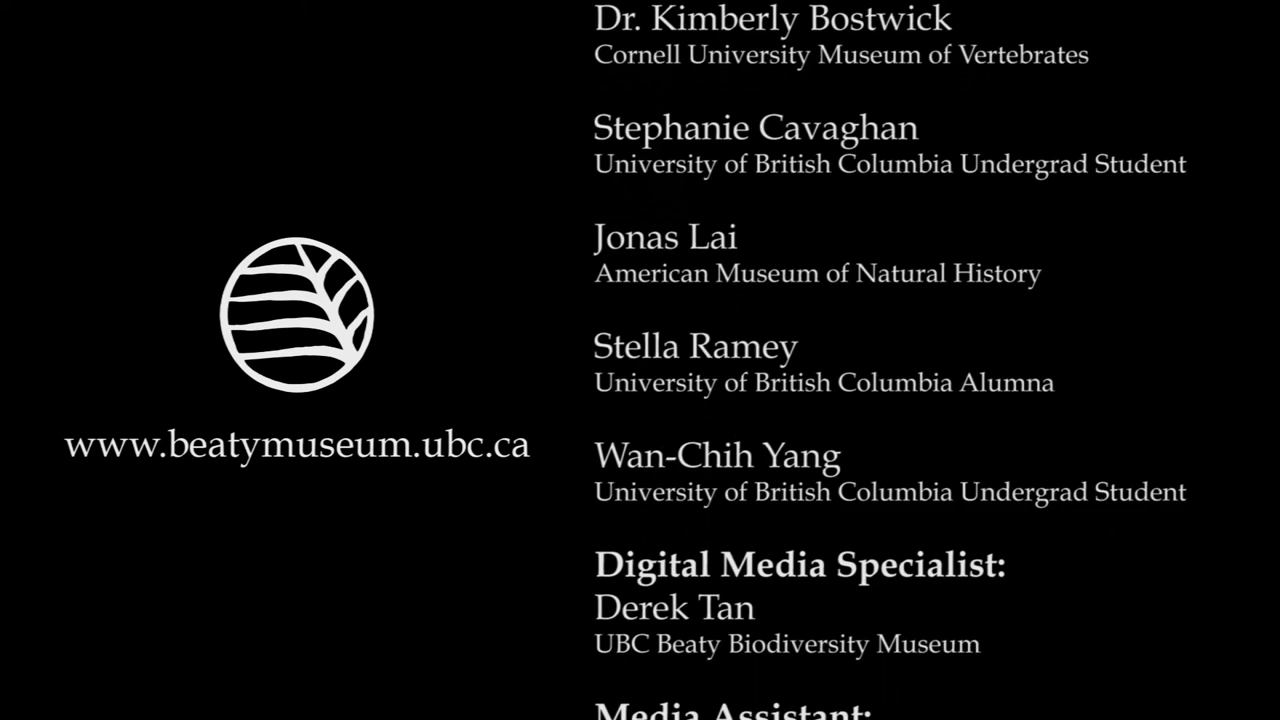 Dr. Kimberly Bostwick
Cornell University Museum of Vertebrates
Stephanie Cavaghan
University of British Columbia Undergrad Student
Jonas Lai
American Museum of Natural History
Stella Ramey
University of British Columbia Alumna
www.beatymuseum.ubc.ca
Wan-Chih Yang
University of British Columbia Undergrad Student
Digital Media Specialist:
Derek Tan
UBC Beaty Biodiversity Museum
Media Assistant: